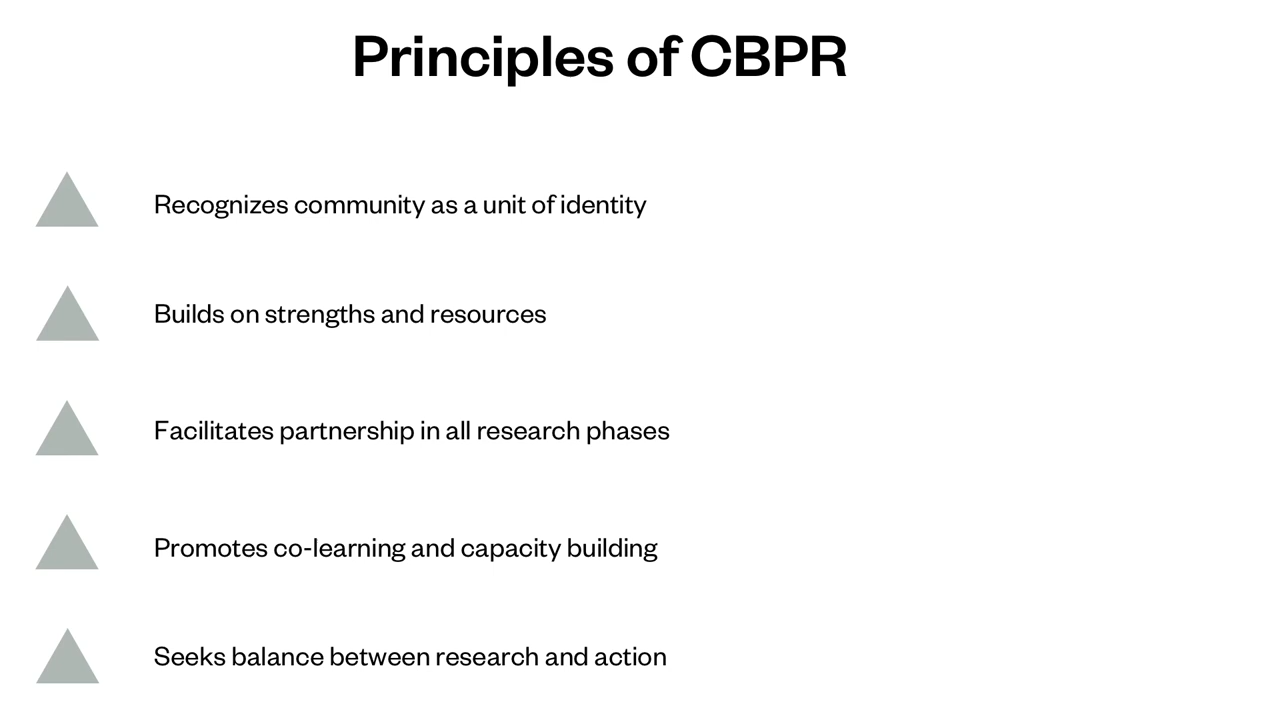 Principles of CBPR
Recognizes community as a unit of identity
Builds on strengths and resources
Facilitates partnership in all research phases
Promotes co-learning and capacity building
Seeks balance between research and action